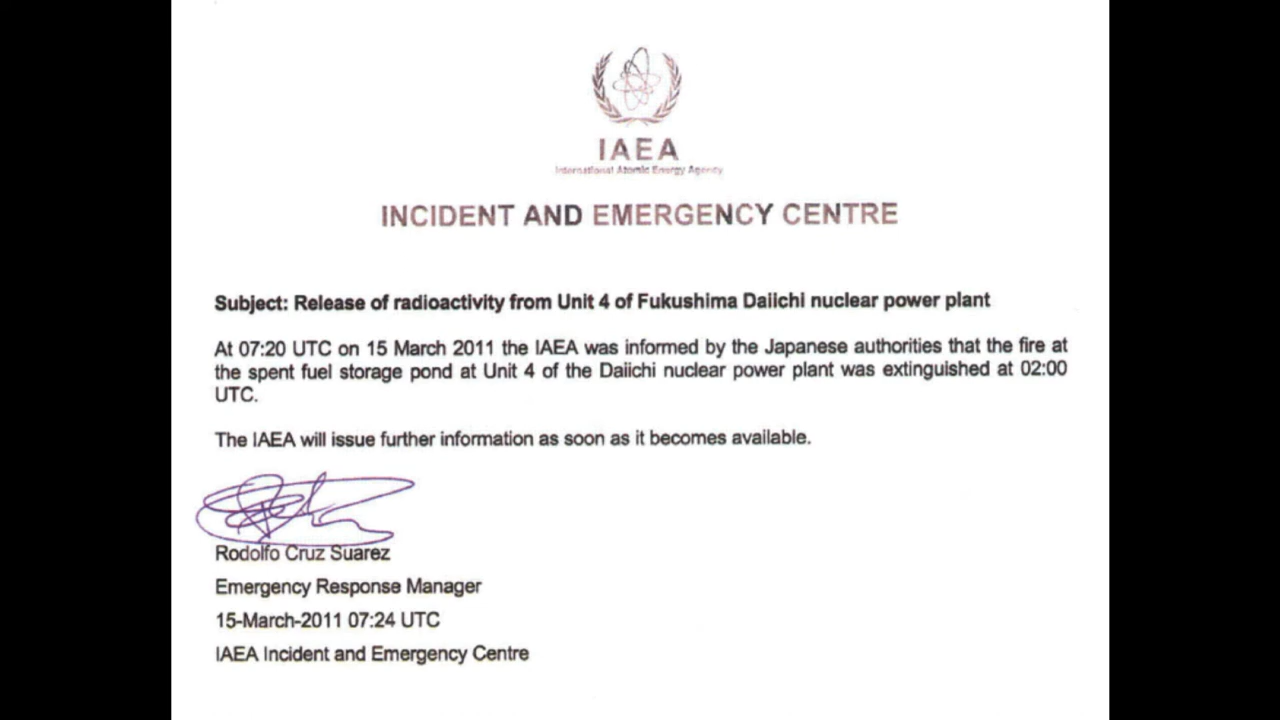 IAEA
International Atomic Energy Agency
INCIDENT AND EMERGENCY CENTRE
Subject: Release of radioactivity from Unit 4 of Fukushima Daiichi nuclear power plant
At 07:20 UTC on 15 March 2011 the IAEA was informed by the Japanese authorities that the fire at
the spent fuel storage pond at Unit 4 of the Daiichi nuclear power plant was extinguished at 02:00
UTC.
The IAEA will issue further information as soon as it becomes available.
Rodolfo Cruz Suarez
Emergency Response Manager
15-March-2011 07:24 UTC
IAEA Incident and Emergency Centre